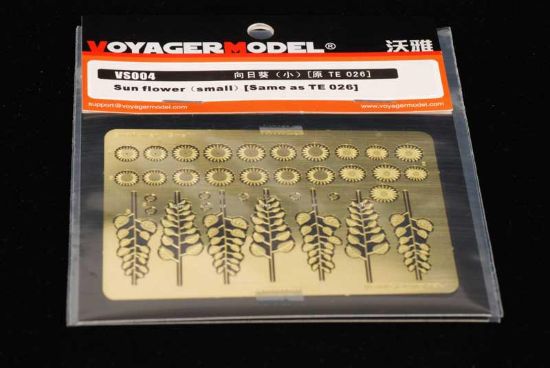 VOYAGERMODEL® 沃雅
VS004 向日葵（小）[原 TE 026]
Sun flower（small）[Same as TE 026]
support@voyagermodel.com http://www.voyagermodel.com